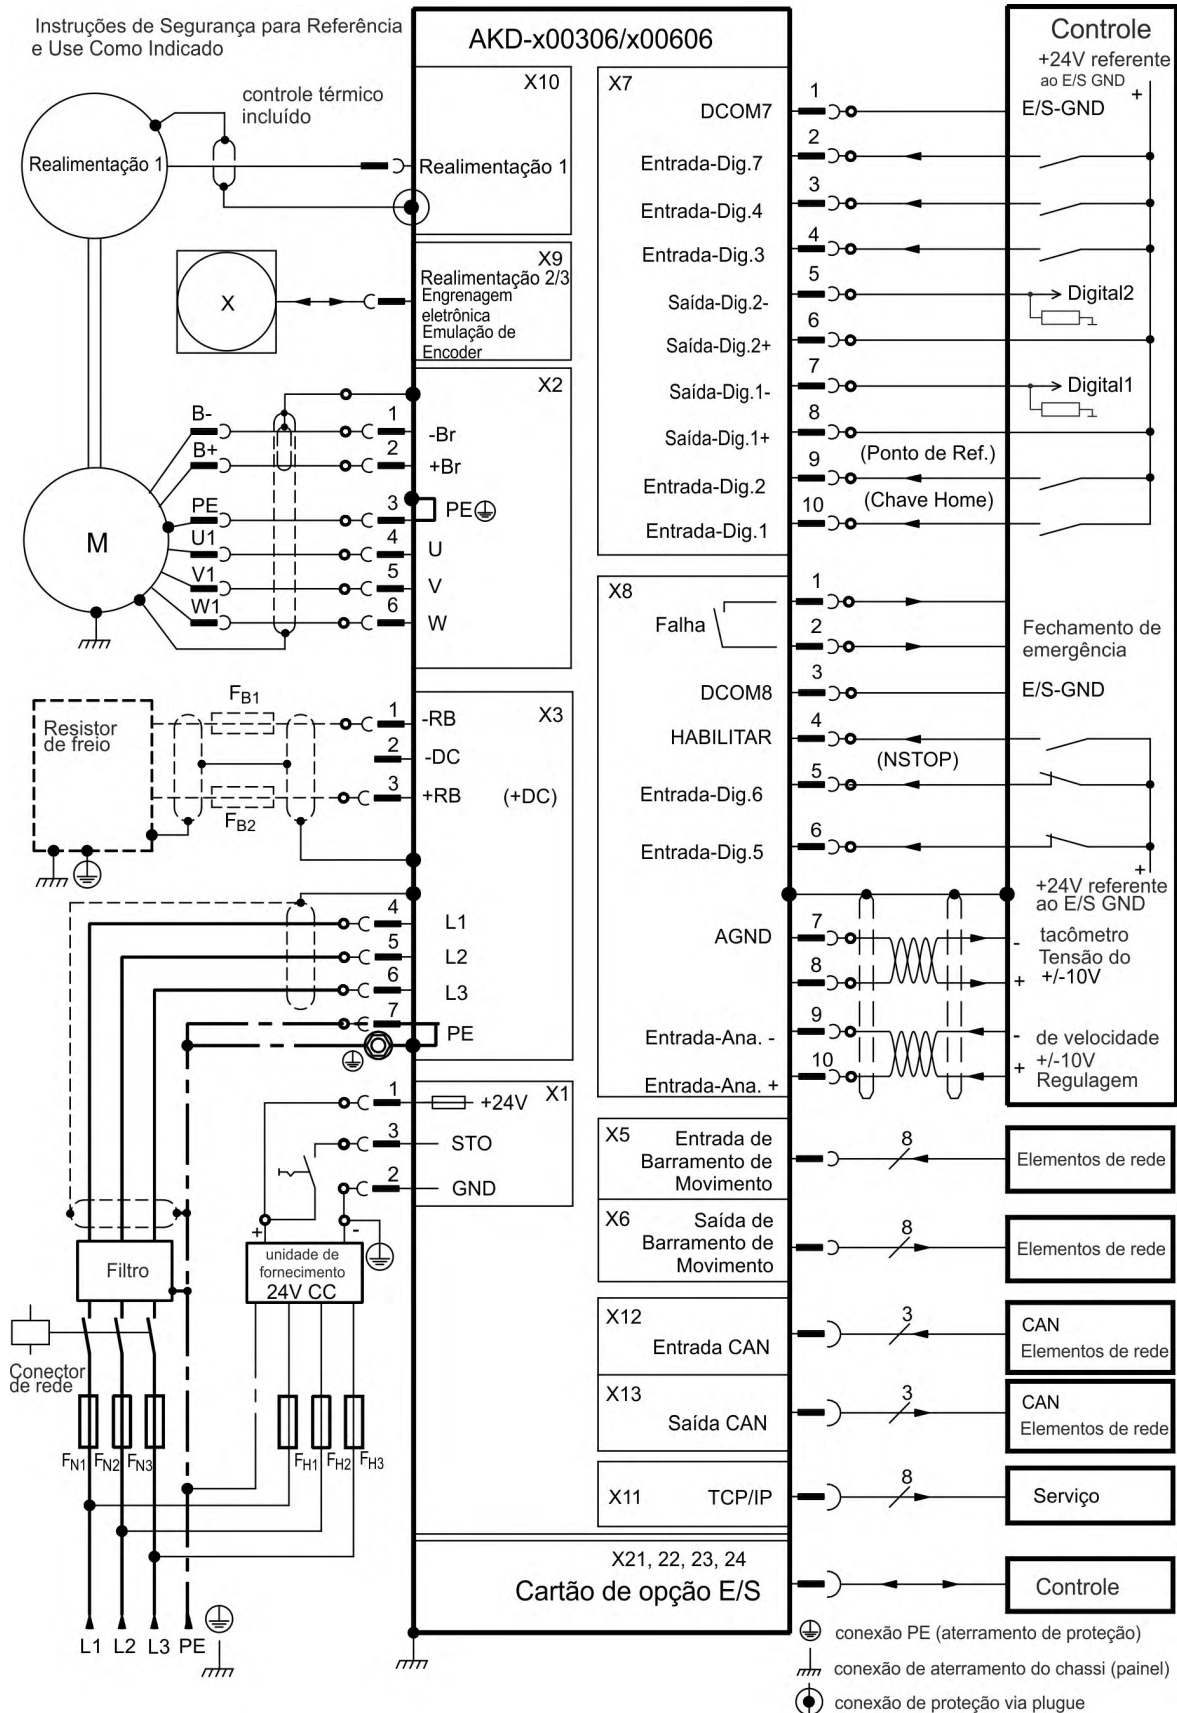 Instruções de Segurança para Referência
e Use Como Indicado
AKD-x00306/x00606
Controle
+24V referente
ao E/S GND
+
E/S-GND
X10
controle térmico
incluído
Realimentação 1
Realimentação 1
X9
Realimentação 2/3
Engrenagem
eletrônica
Emulação de
Encoder
X
X2
B-
1
-Br
B+
2
+Br
PE
3
PE
U1
4
U
V1
5
V
W1
6
W
M
X7
DCOM7
1
Entrada-Dig.7
2
Entrada-Dig.4
3
Entrada-Dig.3
4
Saída-Dig.2-
5
Digital2
Saída-Dig.2+
6
Saída-Dig.1-
7
Digital1
Saída-Dig.1+
8
(Ponto de Ref.)
Entrada-Dig.2
9
(Chave Home)
Entrada-Dig.1
10
X8
Falha
1
2
Fechamento de
emergência
DCOM8
3
E/S-GND
HABILITAR
4
(NSTOP)
Entrada-Dig.6
5
Entrada-Dig.5
6
+
+24V referente
ao E/S GND
AGND
7
-
tacômetro
Tensão do
+/-10V
8
+
Entrada-Ana. -
9
-
de velocidade
+/-10V
Regulagem
Entrada-Ana. +
10
+
X3
Resistor
de freio
FB1
FB2
1
-RB
2
-DC
3
+RB
(+DC)
4
L1
5
L2
6
L3
7
PE
X1
1
+24V
3
STO
2
GND
+
-
unidade de
fornecimento
24V CC
Filtro
Conector
de rede
FN1
FN2
FN3
FH1
FH2
FH3
L1
L2
L3
PE
X5
Entrada de
Barramento de
Movimento
8
Elementos de rede
X6
Saída de
Barramento de
Movimento
8
Elementos de rede
X12
Entrada CAN
3
CAN
Elementos de rede
X13
Saída CAN
3
CAN
Elementos de rede
X11
TCP/IP
8
Serviço
X21, 22, 23, 24
Cartão de opção E/S
Controle
conexão PE (aterramento de proteção)
conexão de aterramento do chassi (painel)
conexão de proteção via plugue